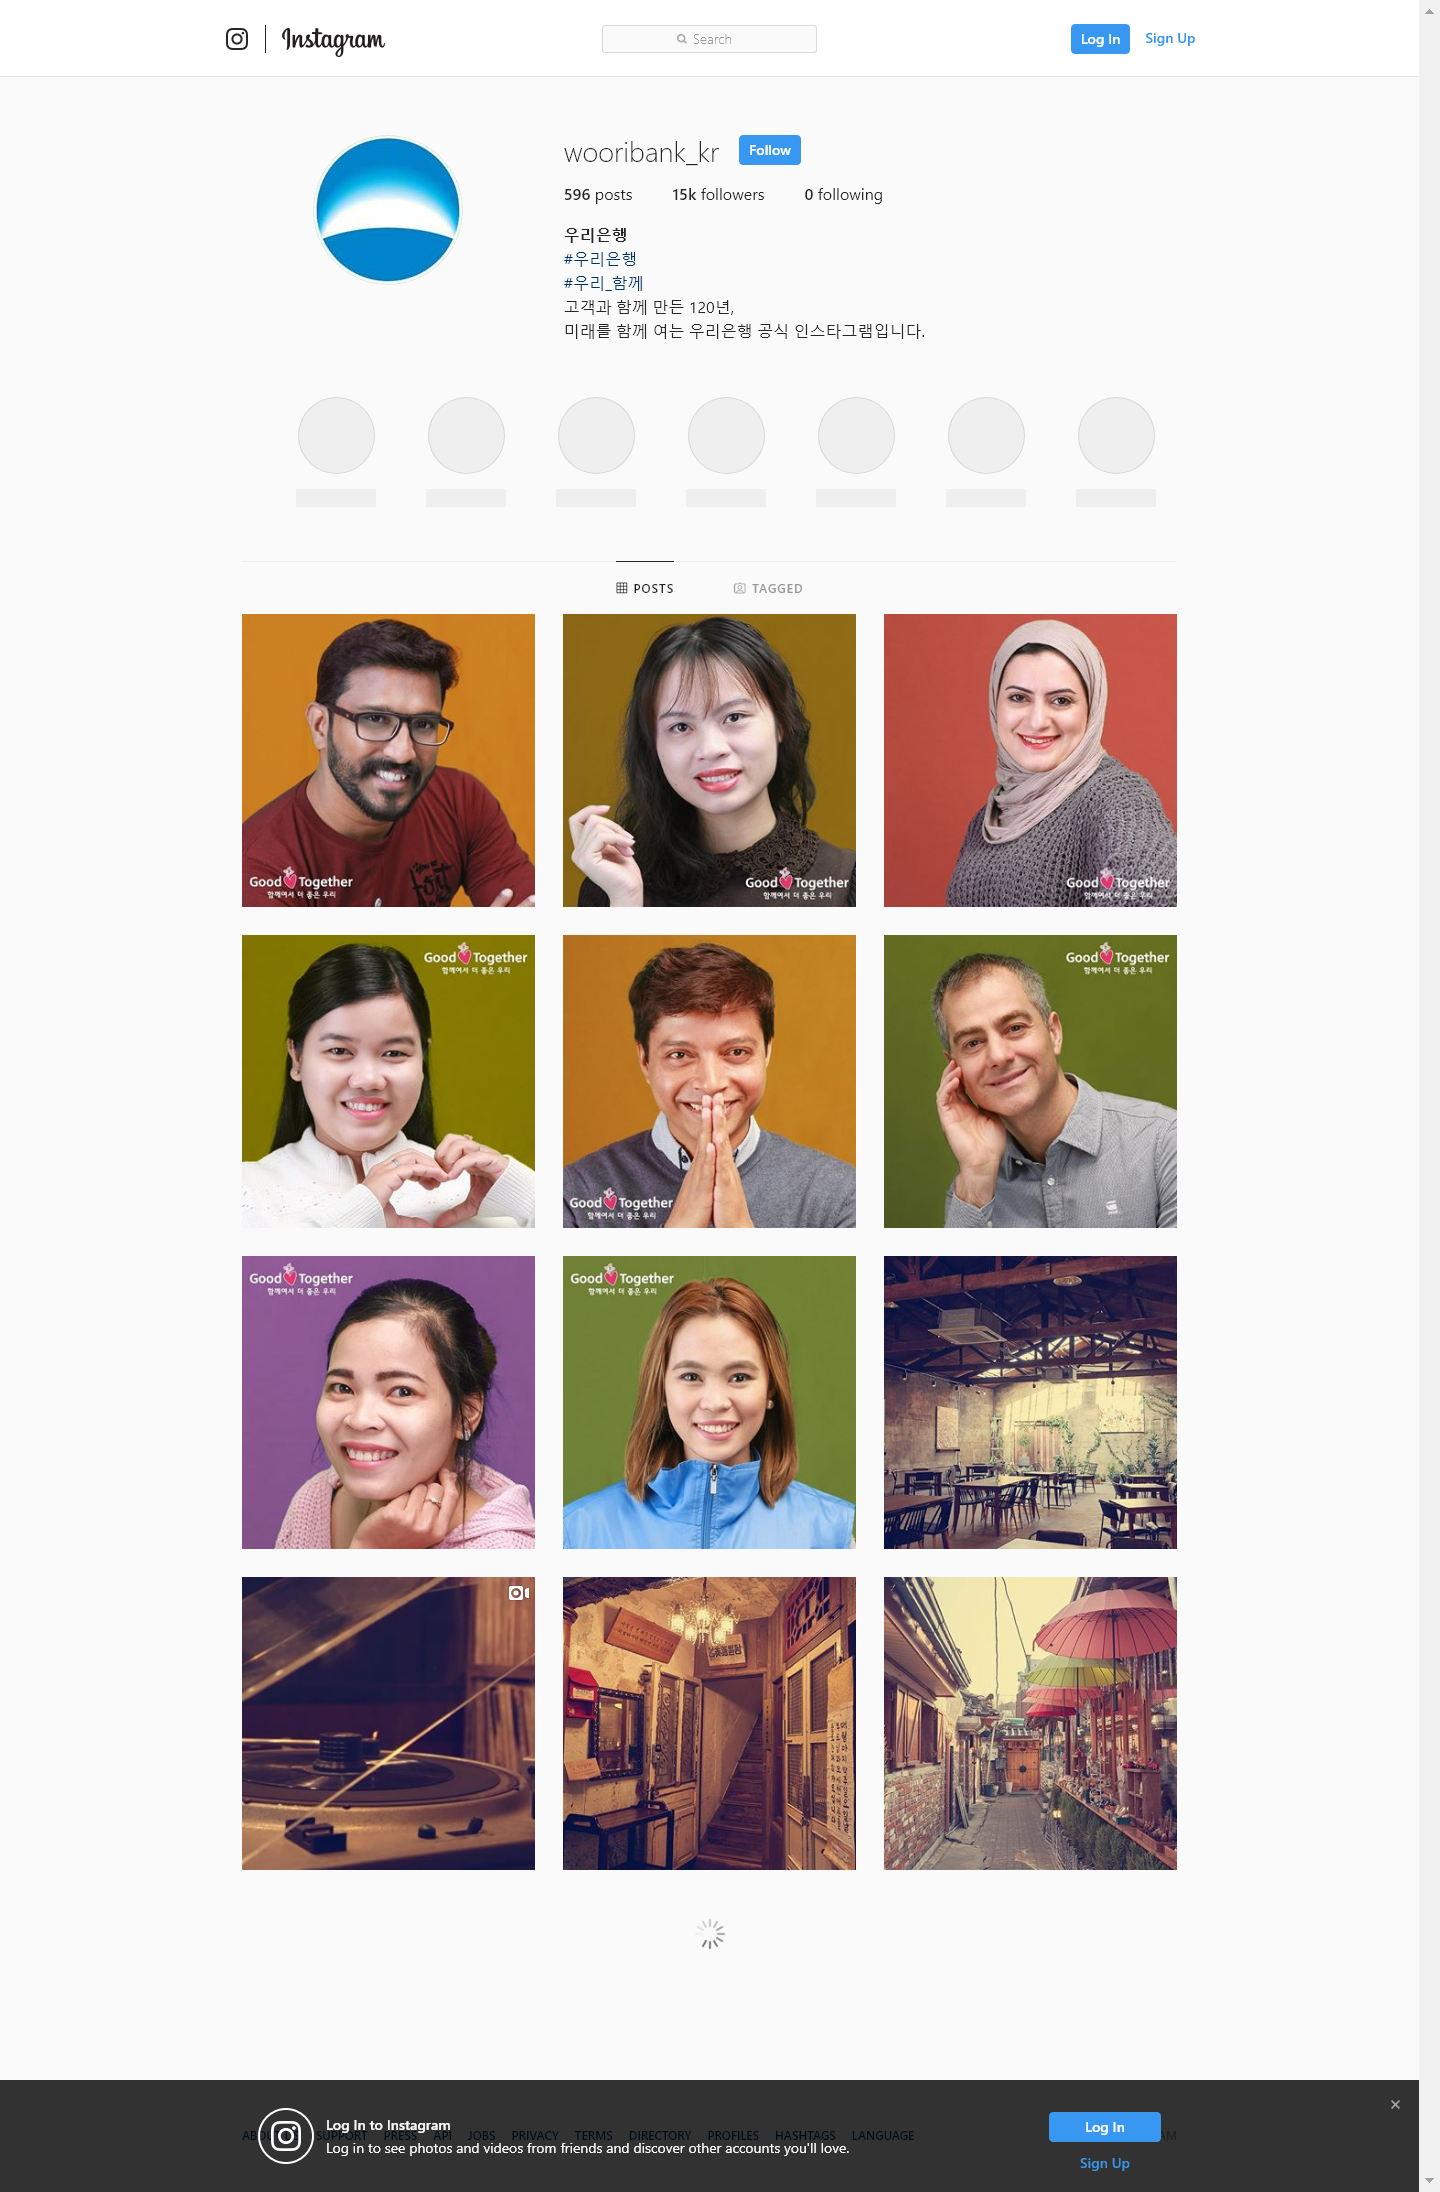 Instagram
Search
Log In
Sign Up
wooribank_kr
Follow
596 posts
15k followers
0 following
우리은행
#우리은행
#우리_함께
고객과 함께 만든 120년,
미래를 함께 여는 우리은행 공식 인스타그램입니다.
POSTS
TAGGED
Good Together
함께여서 더 좋은 우리
Good Together
함께여서 더 좋은 우리
Good Together
함께여서 더 좋은 우리
Good Together
함께여서 더 좋은 우리
Good Together
함께여서 더 좋은 우리
Good Together
함께여서 더 좋은 우리
Good Together
함께여서 더 좋은 우리
Good Together
함께여서 더 좋은 우리
Log In to Instagram
SUPPORT PRESS API JOBS PRIVACY TERMS DIRECTORY PROFILES HASHTAGS LANGUAGE
Log in to see photos and videos from friends and discover other accounts you'll love.
Log In
Sign Up